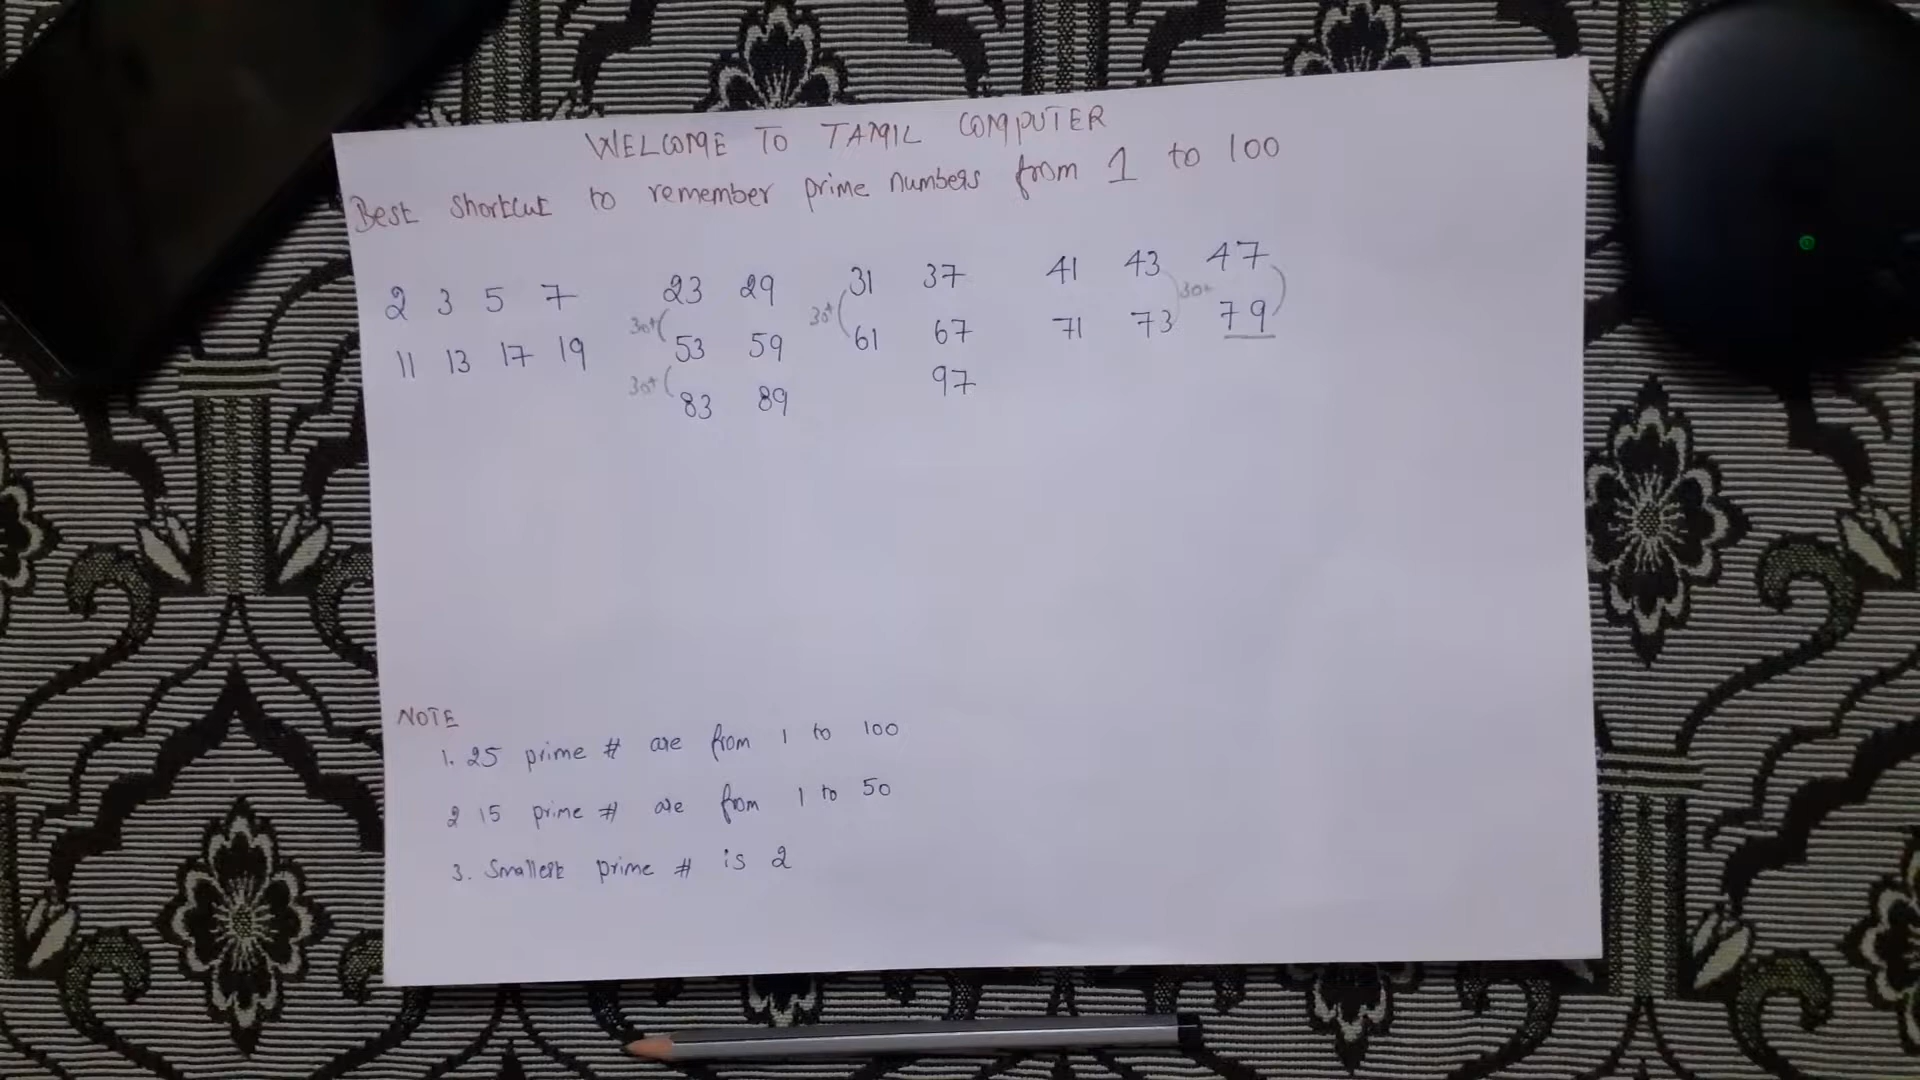 WELCOME TO TAMIL COMPUTER
Best shortcut to remember prime numbers from 1 to 100
2 3 5 7 23 29 31 37 41 43 47
30+ 30+ 30+
11 13 17 19 53 59 61 67 71 73 79
30+
83 89 97
NOTE
1. 25 prime # are from 1 to 100
2 15 prime # are from 1 to 50
3. Smallest prime # is 2